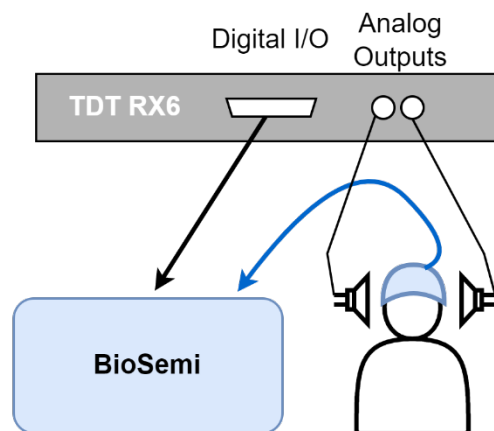 Digital I/O
Analog
Outputs
TDT RX6
BioSemi